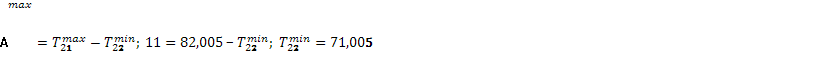 max
A = T₂₁ᵐᵃˣ − T₂₂ᵐⁱⁿ; 11 = 82,005 − T₂₂ᵐⁱⁿ; T₂₂ᵐⁱⁿ = 71,005